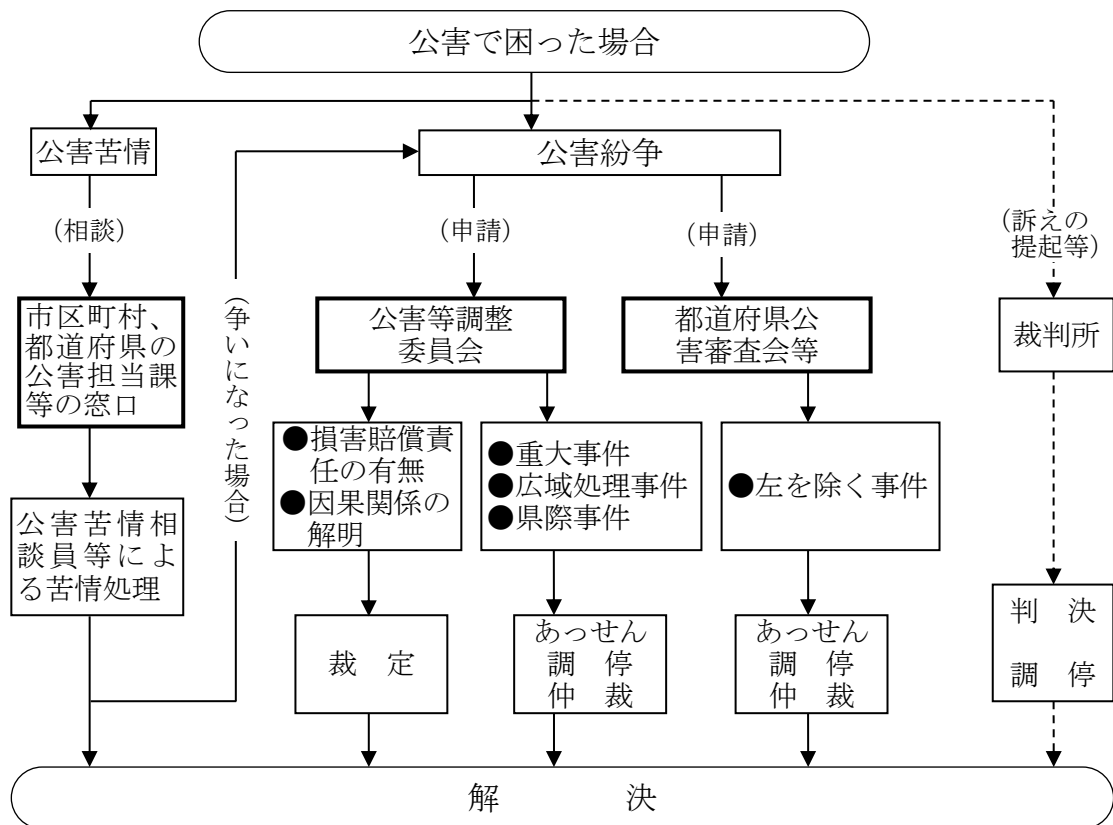 公害で困った場合
公害苦情
公害紛争
(相談)
(申請)
(申請)
(訴えの
提起等)
(争いになった場合)
市区町村、
都道府県の
公害担当課
等の窓口
公害等調整
委員会
都道府県公
害審査会等
裁判所
●損害賠償責
任の有無
●因果関係の
解明
●重大事件
●広域処理事件
●県際事件
●左を除く事件
公害苦情相
談員等によ
る苦情処理
裁　定
あっせん
調　停
仲　裁
あっせん
調　停
仲　裁
判　決
調　停
解　　　　決